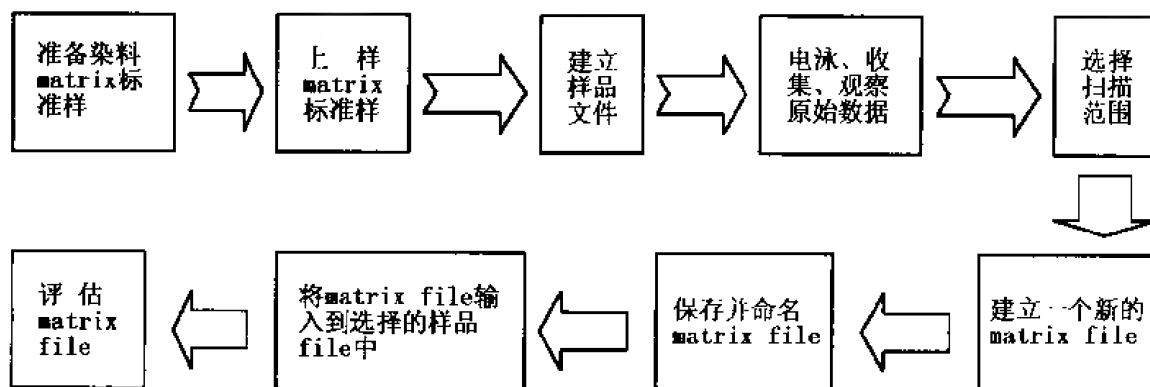 准备染料
matrix标
准样
上 样
matrix
标准样
建立
样品
文件
电泳、收
集、观察
原始数据
选择
扫描
范围
建立一个新的
matrix file
保存并命名
matrix file
将matrix file输
入到选择的样品
file中
评 估
matrix
file